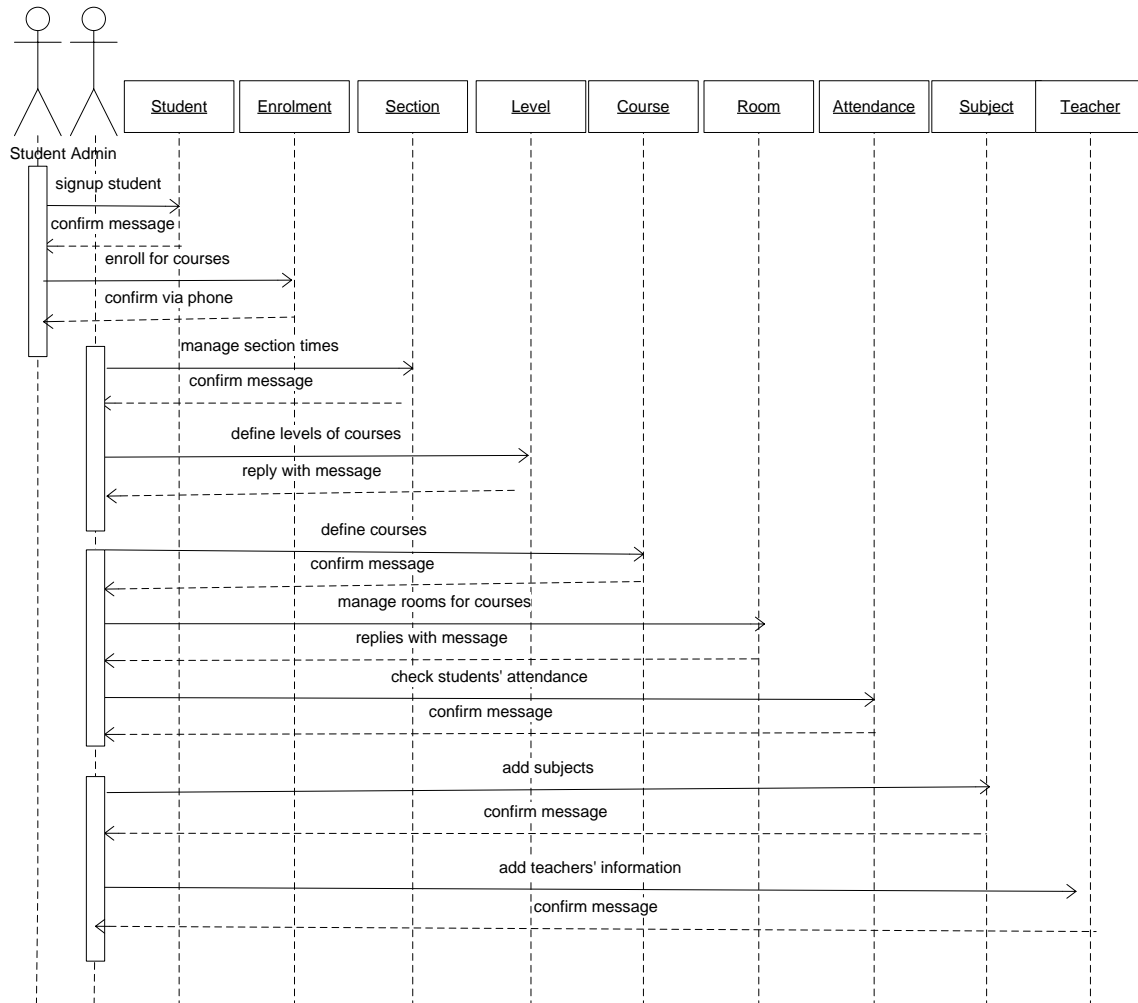 Student Enrolment Section Level Course Room Attendance Subject Teacher
Student Admin
signup student
confirm message
enroll for courses
confirm via phone
manage section times
confirm message
define levels of courses
reply with message
define courses
confirm message
manage rooms for courses
replies with message
check students' attendance
confirm message
add subjects
confirm message
add teachers' information
confirm message